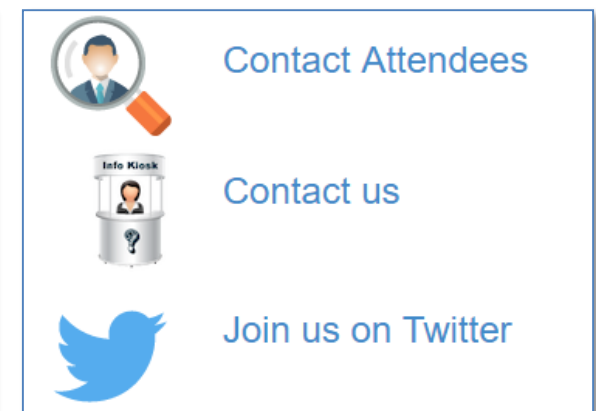 Contact Attendees
Info Kiosk
Contact us
?
Join us on Twitter